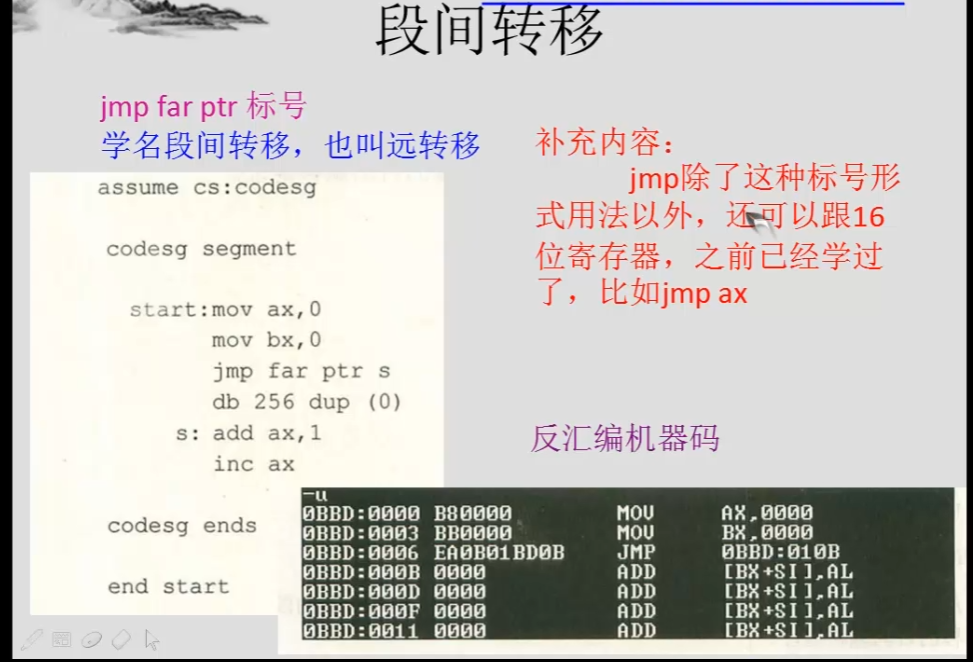 段间转移
jmp far ptr 标号
学名段间转移，也叫远转移
assume cs:codesg
codesg segment
start:mov ax,0
mov bx,0
jmp far ptr s
db 256 dup (0)
s: add ax,1
inc ax
codesg ends
end start
补充内容：
jmp除了这种标号形
式用法以外，还可以跟16
位寄存器，之前已经学过
了，比如jmp ax
反汇编机器码
-u
0BBD:0000 B80000 MOV AX,0000
0BBD:0003 BB0000 MOV BX,0000
0BBD:0006 EA0B01BD0B JMP 0BBD:010B
0BBD:000B 0000 ADD [BX+SI],AL
0BBD:000D 0000 ADD [BX+SI],AL
0BBD:000F 0000 ADD [BX+SI],AL
0BBD:0011 0000 ADD [BX+SI],AL